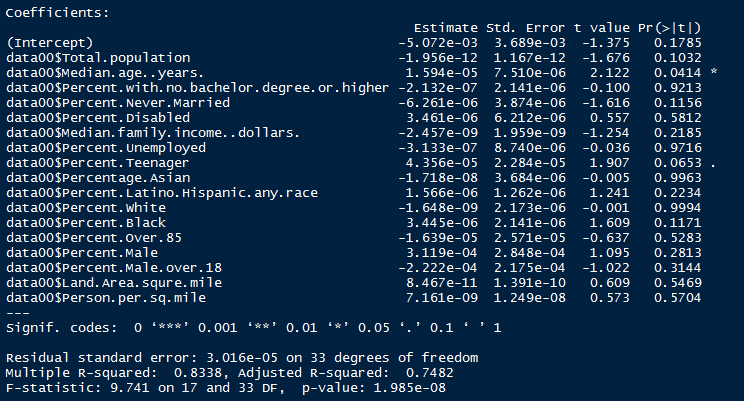 Coefficients:
Estimate Std. Error t value Pr(>|t|)
(Intercept) -5.072e-03 3.689e-03 -1.375 0.1785
data00$Total.population -1.956e-12 1.167e-12 -1.676 0.1032
data00$Median.age..years. 1.594e-05 7.510e-06 2.122 0.0414 *
data00$Percent.with.no.bachelor.degree.or.higher -2.132e-07 2.141e-06 -0.100 0.9213
data00$Percent.Never.Married -6.261e-06 3.874e-06 -1.616 0.1156
data00$Percent.Disabled 3.461e-06 6.212e-06 0.557 0.5812
data00$Median.family.income..dollars. -2.457e-09 1.959e-09 -1.254 0.2185
data00$Percent.Unemployed -3.133e-07 8.740e-06 -0.036 0.9716
data00$Percent.Teenager 4.356e-05 2.284e-05 1.907 0.0653 .
data00$Percentage.Asian -1.718e-08 3.684e-06 -0.005 0.9963
data00$Percent.Latino.Hispanic.any.race 1.566e-06 1.262e-06 1.241 0.2234
data00$Percent.White -1.648e-09 2.173e-06 -0.001 0.9994
data00$Percent.Black 3.445e-06 2.141e-06 1.609 0.1171
data00$Percent.Over.85 -1.639e-05 2.571e-05 -0.637 0.5283
data00$Percent.Male 3.119e-04 2.848e-04 1.095 0.2813
data00$Percent.Male.over.18 -2.222e-04 2.175e-04 -1.022 0.3144
data00$Land.Area.squre.mile 8.467e-11 1.391e-10 0.609 0.5469
data00$Person.per.sq.mile 7.161e-09 1.249e-08 0.573 0.5704
---
Signif. codes: 0 ‘***’ 0.001 ‘**’ 0.01 ‘*’ 0.05 ‘.’ 0.1 ‘ ’ 1
Residual standard error: 3.016e-05 on 33 degrees of freedom
Multiple R-squared: 0.8338, Adjusted R-squared: 0.7482
F-statistic: 9.741 on 17 and 33 DF, p-value: 1.985e-08